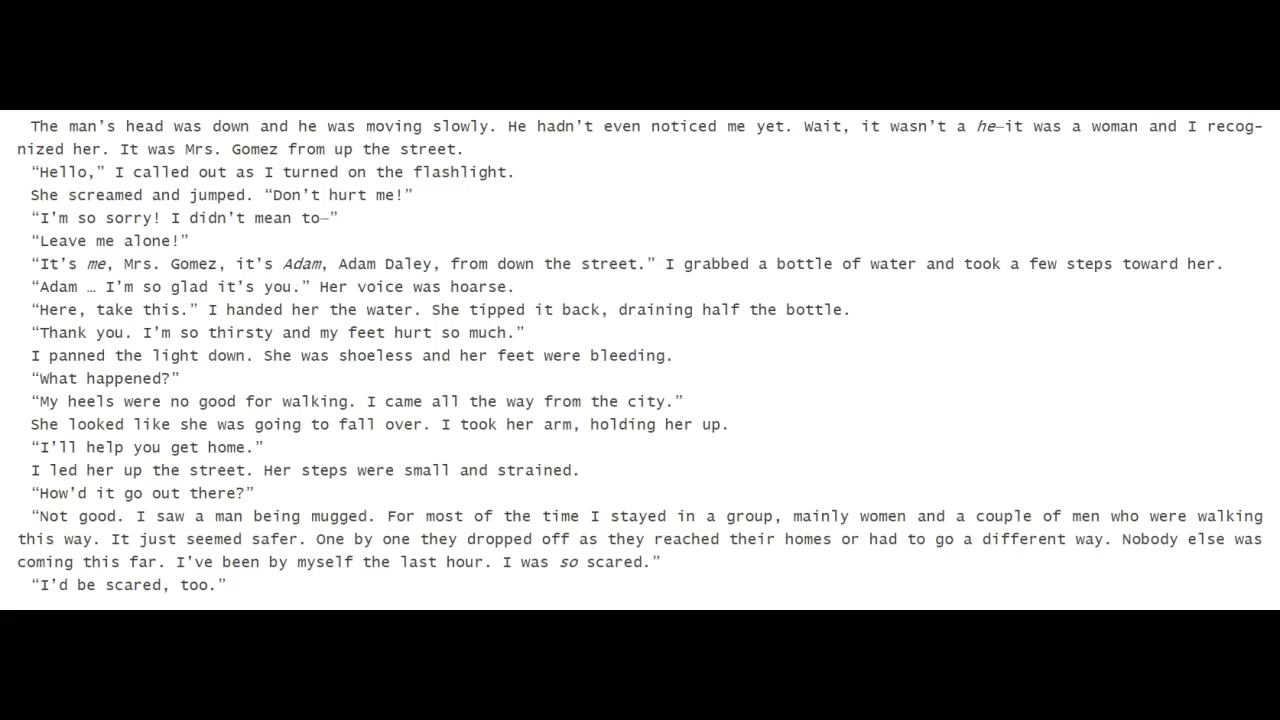 The man’s head was down and he was moving slowly. He hadn’t even noticed me yet. Wait, it wasn’t a he—it was a woman and I recog-
nized her. It was Mrs. Gomez from up the street.
“Hello,” I called out as I turned on the flashlight.
She screamed and jumped. “Don’t hurt me!”
“I’m so sorry! I didn’t mean to—”
“Leave me alone!”
“It’s me, Mrs. Gomez, it’s Adam, Adam Daley, from down the street.” I grabbed a bottle of water and took a few steps toward her.
“Adam … I’m so glad it’s you.” Her voice was hoarse.
“Here, take this.” I handed her the water. She tipped it back, draining half the bottle.
“Thank you. I’m so thirsty and my feet hurt so much.”
I panned the light down. She was shoeless and her feet were bleeding.
“What happened?”
“My heels were no good for walking. I came all the way from the city.”
She looked like she was going to fall over. I took her arm, holding her up.
“I’ll help you get home.”
I led her up the street. Her steps were small and strained.
“How’d it go out there?”
“Not good. I saw a man being mugged. For most of the time I stayed in a group, mainly women and a couple of men who were walking
this way. It just seemed safer. One by one they dropped off as they reached their homes or had to go a different way. Nobody else was
coming this far. I’ve been by myself the last hour. I was so scared.”
“I’d be scared, too.”